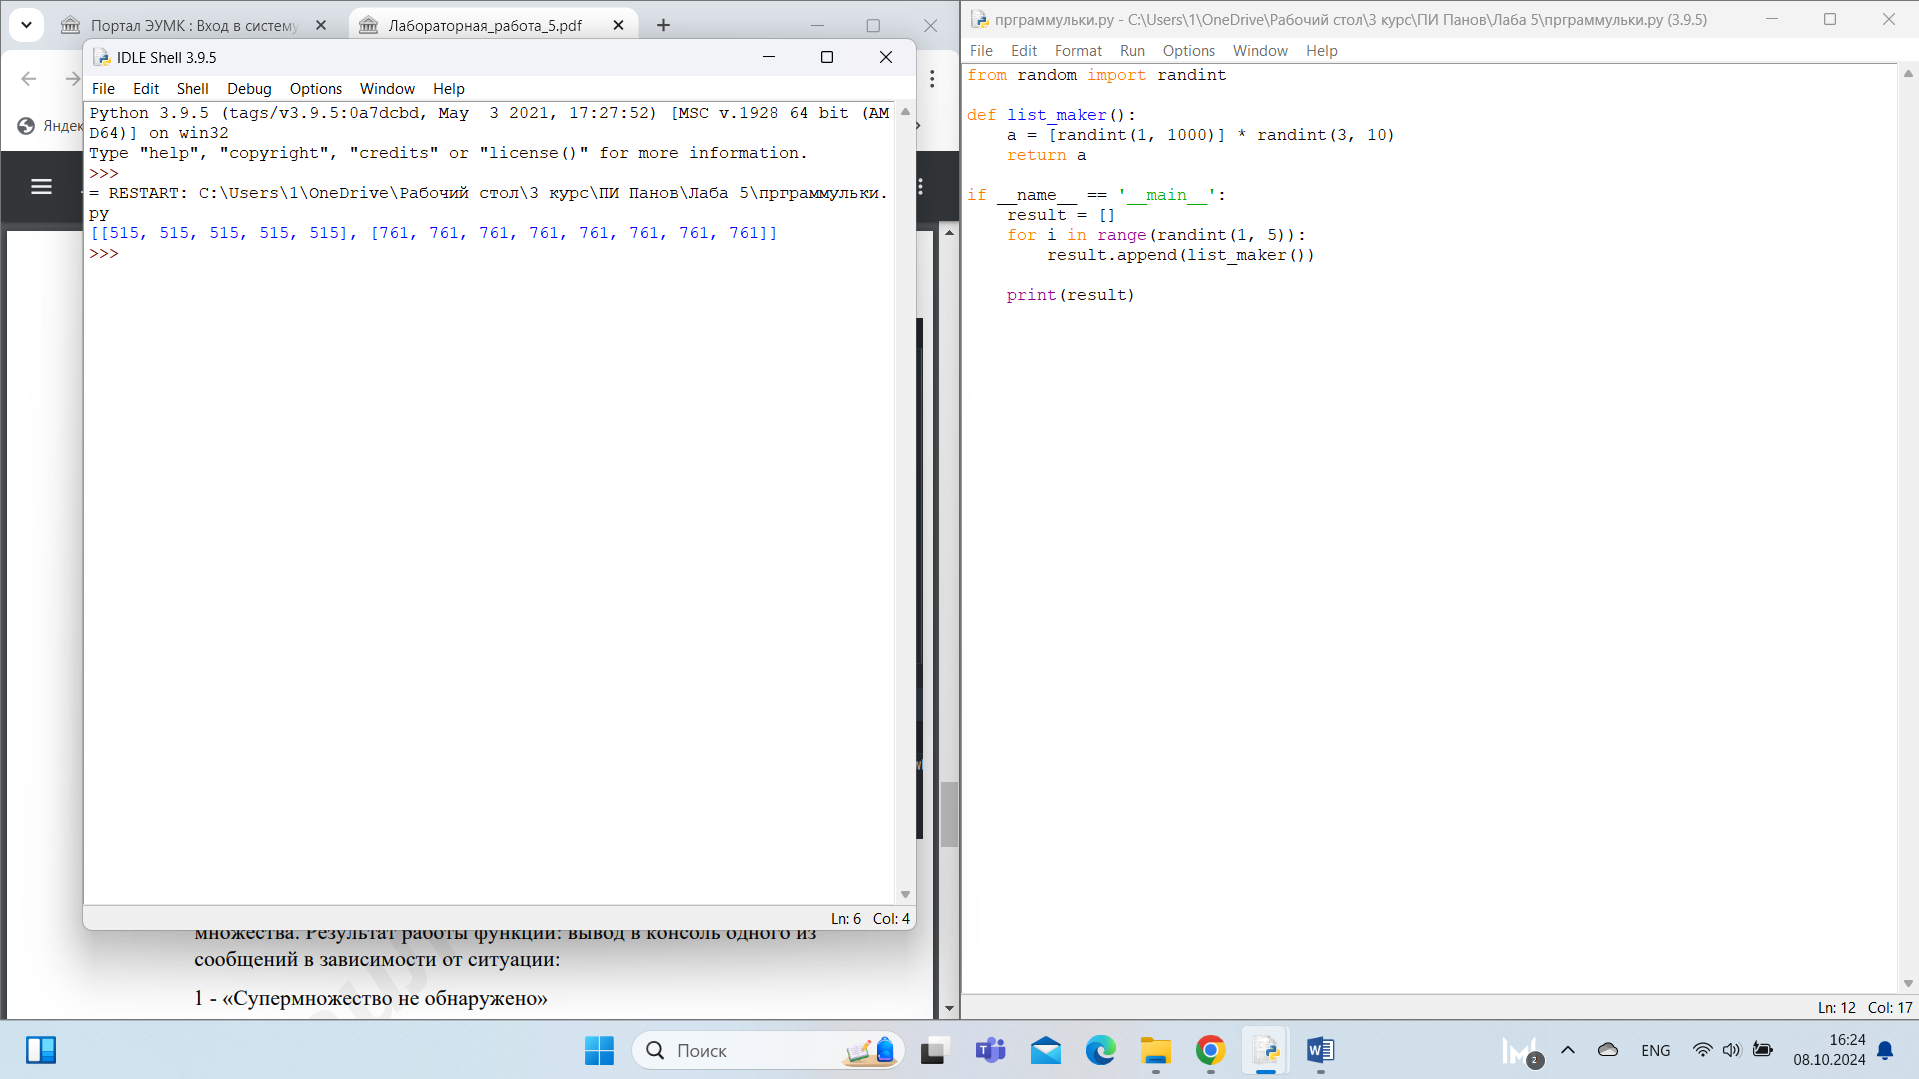 Портал ЭУМК : Вход в систему
Лабораторная_работа_5.pdf
IDLE Shell 3.9.5
File Edit Shell Debug Options Window Help
Яндек
Python 3.9.5 (tags/v3.9.5:0a7dcbd, May  3 2021, 17:27:52) [MSC v.1928 64 bit (AM
D64)] on win32
Type "help", "copyright", "credits" or "license()" for more information.
>>>
= RESTART: C:\Users\1\OneDrive\Рабочий стол\3 курс\ПИ Панов\Лаба 5\прграммульки.
py
[[515, 515, 515, 515, 515], [761, 761, 761, 761, 761, 761, 761, 761]]
>>>
Ln: 6 Col: 4
множества. Результат работы функции: вывод в консоль одного из
сообщений в зависимости от ситуации:
1 - «Супермножество не обнаружено»
прграммульки.py - C:\Users\1\OneDrive\Рабочий стол\3 курс\ПИ Панов\Лаба 5\прграммульки.py (3.9.5)
File Edit Format Run Options Window Help
from random import randint
def list_maker():
    a = [randint(1, 1000)] * randint(3, 10)
    return a
if __name__ == '__main__':
    result = []
    for i in range(randint(1, 5)):
        result.append(list_maker())
    print(result)
Ln: 12 Col: 17
Поиск
2
ENG
16:24
08.10.2024